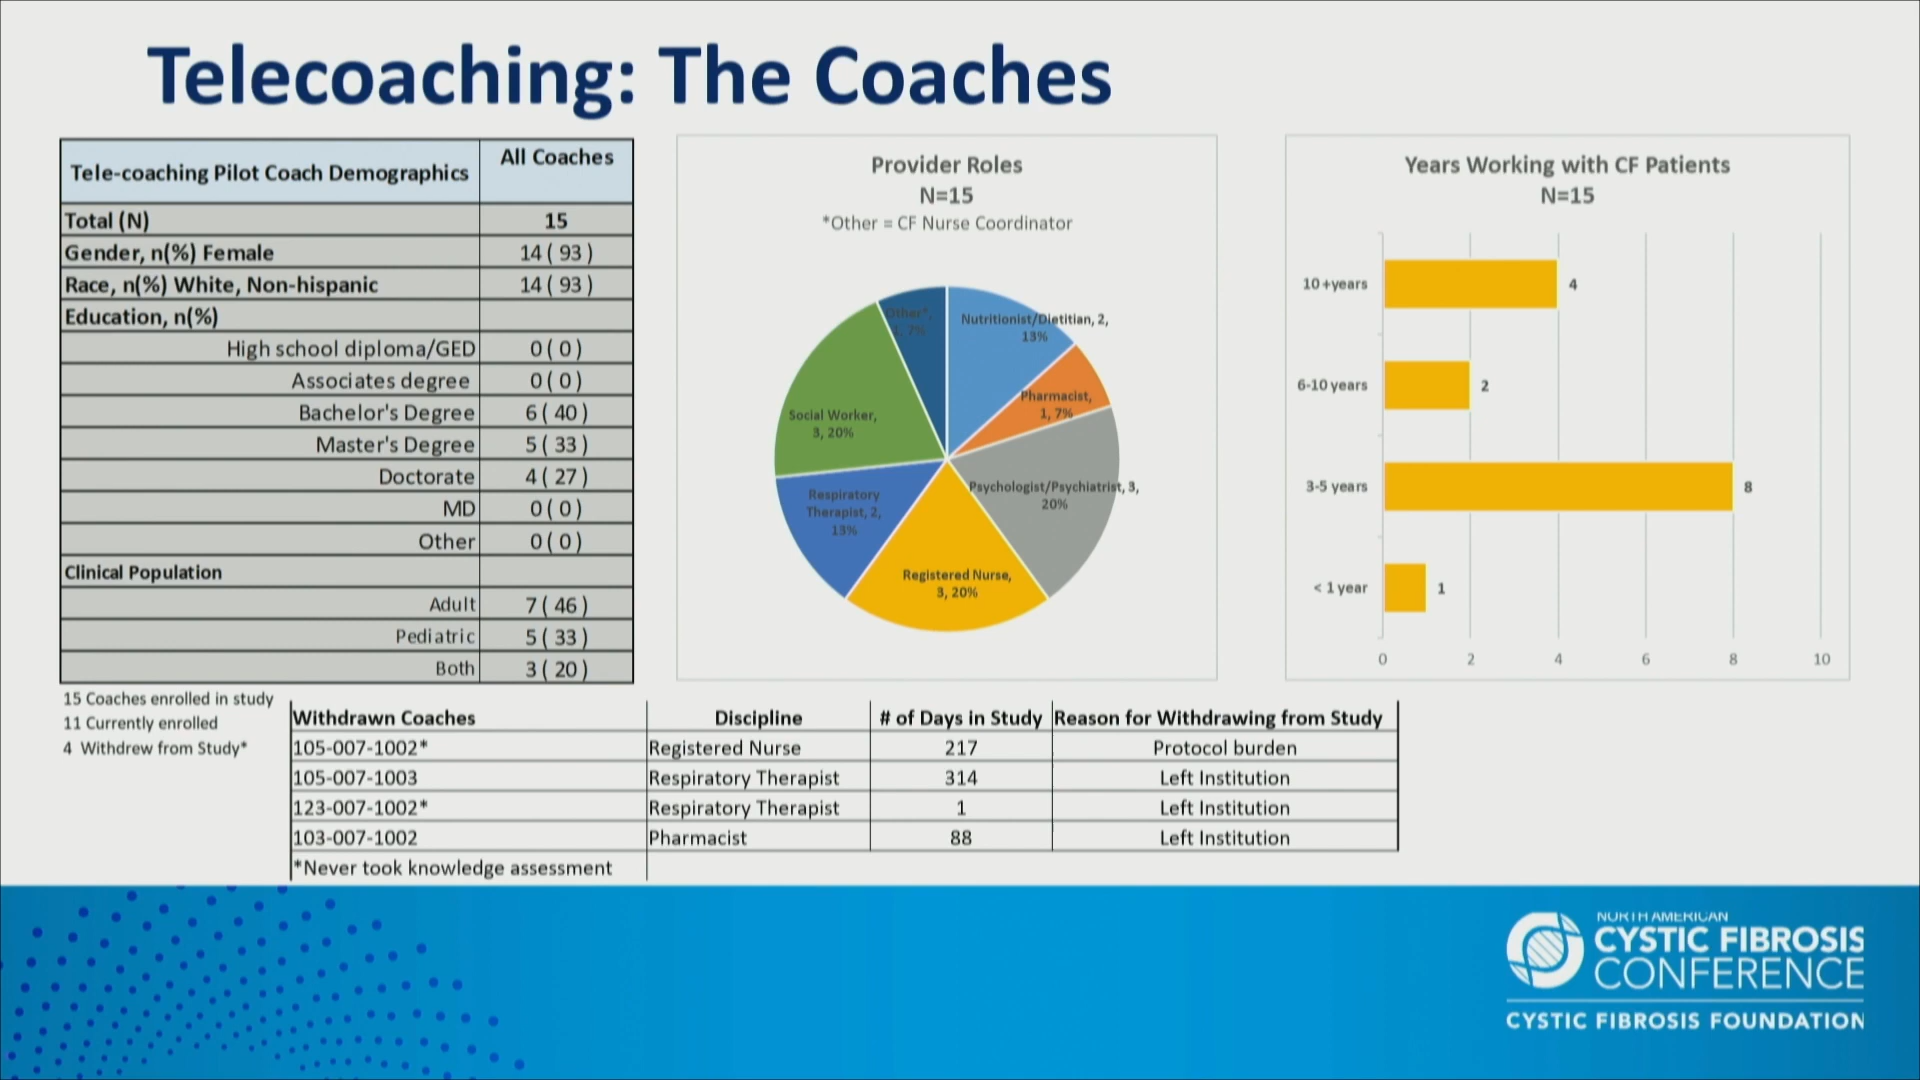 Telecoaching: The Coaches
Tele-coaching Pilot Coach Demographics All Coaches
Total (N) 15
Gender, n(%) Female 14 ( 93 )
Race, n(%) White, Non-hispanic 14 ( 93 )
Education, n(%)
High school diploma/GED 0 ( 0 )
Associates degree 0 ( 0 )
Bachelor's Degree 6 ( 40 )
Master's Degree 5 ( 33 )
Doctorate 4 ( 27 )
MD 0 ( 0 )
Other 0 ( 0 )
Clinical Population
Adult 7 ( 46 )
Pediatric 5 ( 33 )
Both 3 ( 20 )
Provider Roles
N=15
*Other = CF Nurse Coordinator
Other*,
1, 7%
Nutritionist/Dietitian, 2,
13%
Pharmacist,
1, 7%
Social Worker,
3, 20%
Psychologist/Psychiatrist, 3,
20%
Respiratory
Therapist, 2,
13%
Registered Nurse,
3, 20%
Years Working with CF Patients
N=15
10 +years 4
6-10 years 2
3-5 years 8
< 1 year 1
0 2 4 6 8 10
15 Coaches enrolled in study
11 Currently enrolled
4 Withdrew from Study*
Withdrawn Coaches Discipline # of Days in Study Reason for Withdrawing from Study
105-007-1002* Registered Nurse 217 Protocol burden
105-007-1003 Respiratory Therapist 314 Left Institution
123-007-1002* Respiratory Therapist 1 Left Institution
103-007-1002 Pharmacist 88 Left Institution
*Never took knowledge assessment
NORTH AMERICAN
CYSTIC FIBROSIS
CONFERENCE
CYSTIC FIBROSIS FOUNDATION